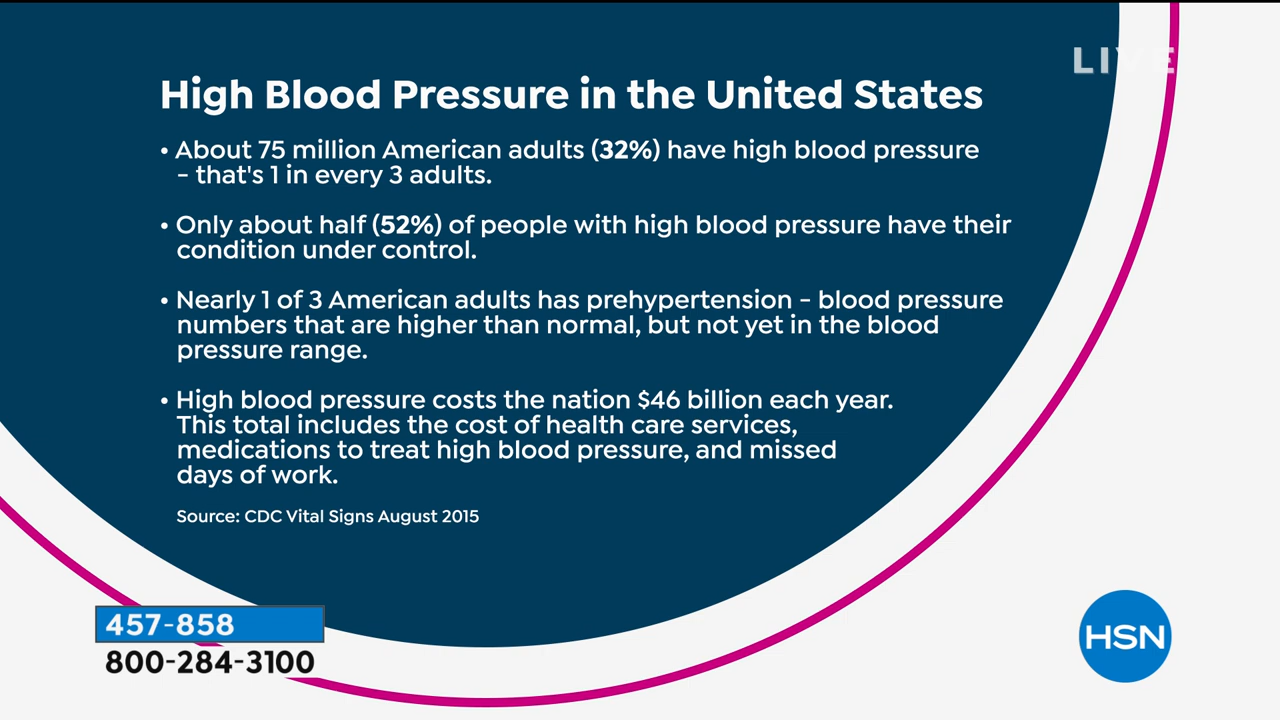 LIVE
High Blood Pressure in the United States
• About 75 million American adults (32%) have high blood pressure
- that's 1 in every 3 adults.
• Only about half (52%) of people with high blood pressure have their
condition under control.
• Nearly 1 of 3 American adults has prehypertension - blood pressure
numbers that are higher than normal, but not yet in the blood
pressure range.
• High blood pressure costs the nation $46 billion each year.
This total includes the cost of health care services,
medications to treat high blood pressure, and missed
days of work.
Source: CDC Vital Signs August 2015
457-858
800-284-3100
HSN